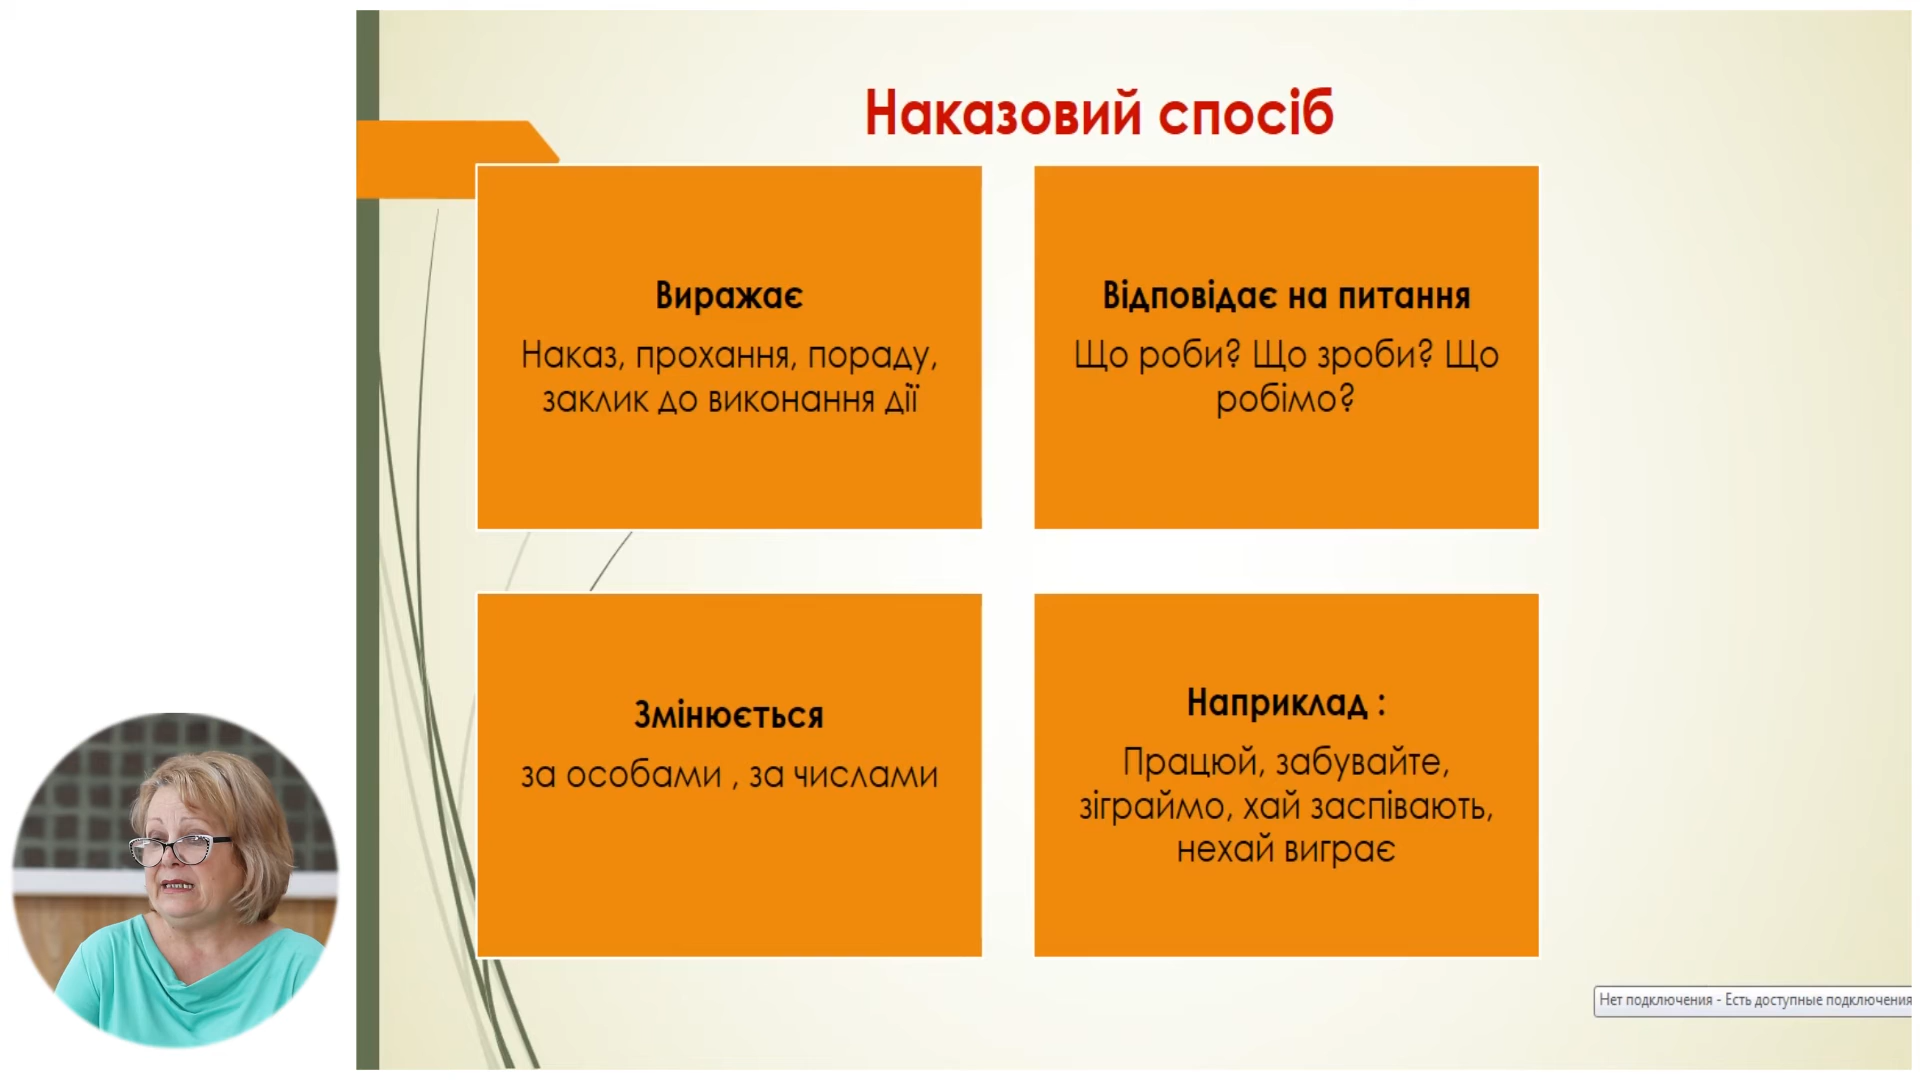 Наказовий спосіб
Виражає
Наказ, прохання, пораду,
заклик до виконання дії
Відповідає на питання
Що роби? Що зроби? Що
робімо?
Змінюється
за особами , за числами
Наприклад :
Працюй, забувайте,
зіграймо, хай заспівають,
нехай виграє
Нет подключения - Есть доступные подключения